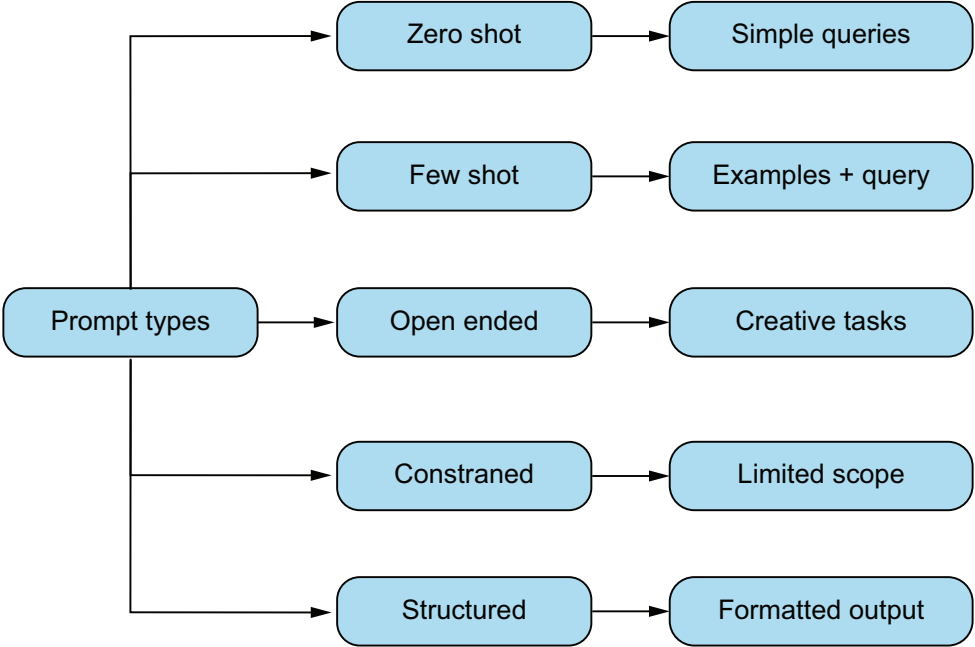 Zero shot
Simple queries
Few shot
Examples + query
Prompt types
Open ended
Creative tasks
Constraned
Limited scope
Structured
Formatted output